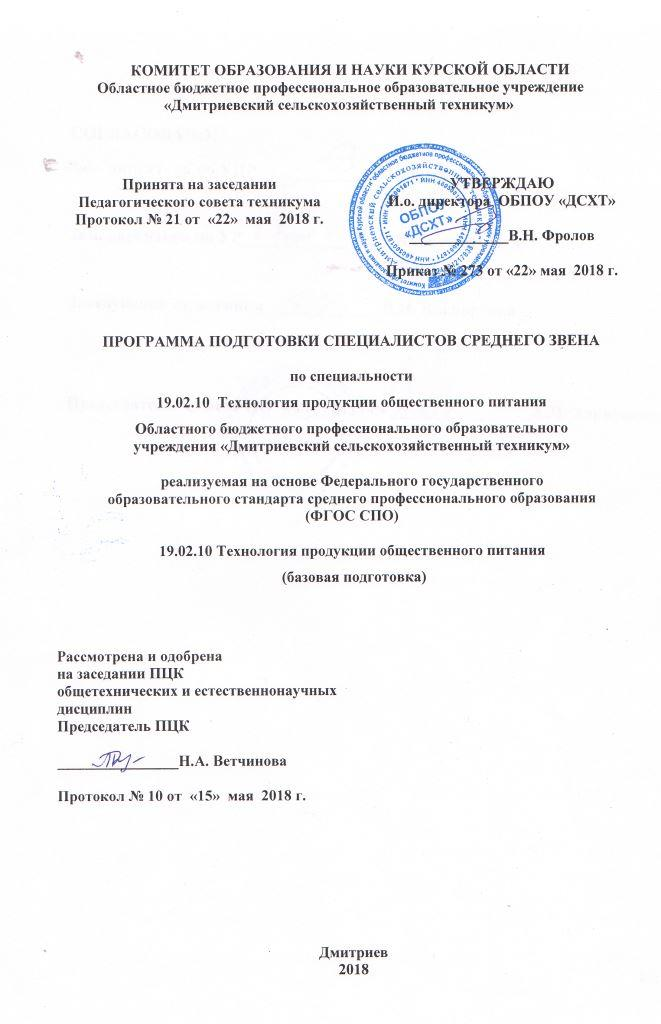 КОМИТЕТ ОБРАЗОВАНИЯ И НАУКИ КУРСКОЙ ОБЛАСТИ
Областное бюджетное профессиональное образовательное учреждение
«Дмитриевский сельскохозяйственный техникум»
Принята на заседании
Педагогического совета техникума
Протокол № 21 от «22» мая 2018 г.
УТВЕРЖДАЮ
И.о. директора ОБПОУ «ДСХТ»
В.Н. Фролов
Приказ № 273 от «22» мая 2018 г.
ОБПОУ
«ДСХТ»
ПРОГРАММА ПОДГОТОВКИ СПЕЦИАЛИСТОВ СРЕДНЕГО ЗВЕНА
по специальности
19.02.10 Технология продукции общественного питания
Областного бюджетного профессионального образовательного
учреждения «Дмитриевский сельскохозяйственный техникум»
реализуемая на основе Федерального государственного
образовательного стандарта среднего профессионального образования
(ФГОС СПО)
19.02.10 Технология продукции общественного питания
(базовая подготовка)
Рассмотрена и одобрена
на заседании ПЦК
общетехнических и естественнонаучных
дисциплин
Председатель ПЦК
Н.А. Ветчинова
Протокол № 10 от «15» мая 2018 г.
Дмитриев
2018